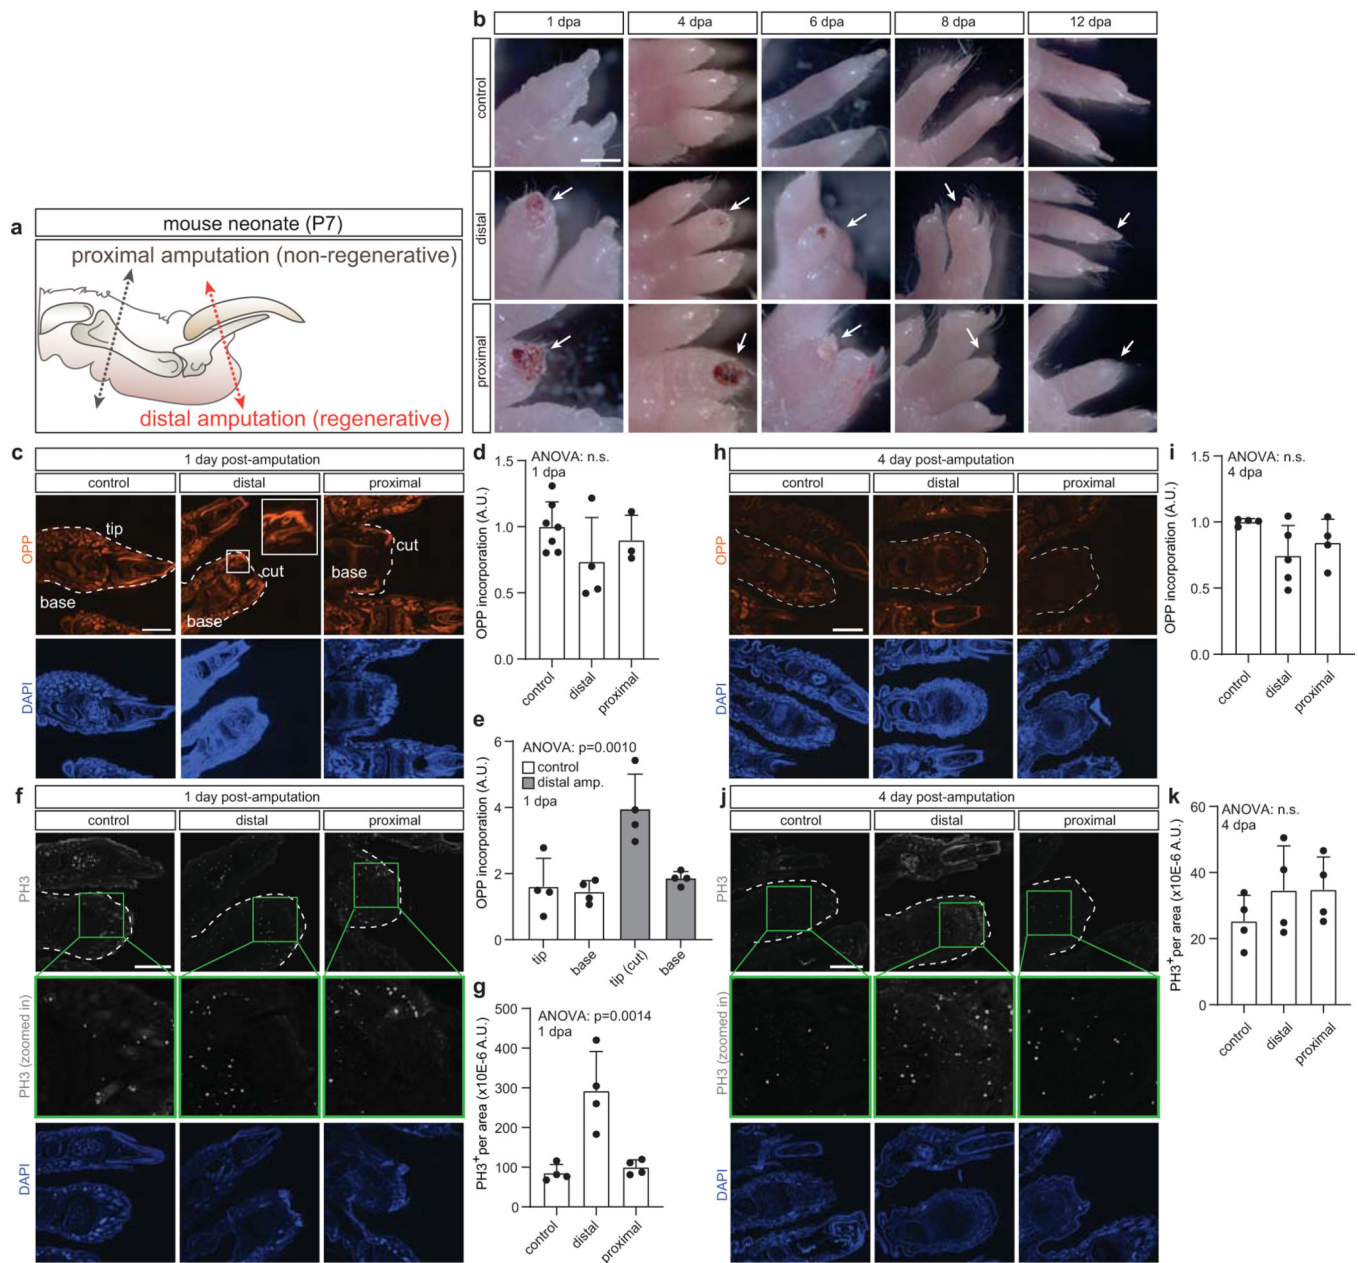 a
mouse neonate (P7)
proximal amputation (non-regenerative)
distal amputation (regenerative)
b
1 dpa
4 dpa
6 dpa
8 dpa
12 dpa
control
distal
proximal
c
1 day post-amputation
control
distal
proximal
OPP
tip
base
cut
base
cut
base
DAPI
d
ANOVA: n.s.
1 dpa
OPP incorporation (A.U.)
1.5
1.0
0.5
0.0
control
distal
proximal
e
ANOVA: p=0.0010
control
distal amp.
1 dpa
OPP incorporation (A.U.)
6
4
2
0
tip
base
tip (cut)
base
f
1 day post-amputation
control
distal
proximal
PH3
PH3 (zoomed in)
DAPI
g
ANOVA: p=0.0014
1 dpa
PH3+per area (x10E-6 A.U.)
500
400
300
200
100
0
control
distal
proximal
h
4 day post-amputation
control
distal
proximal
OPP
DAPI
i
ANOVA: n.s.
4 dpa
OPP incorporation (A.U.)
1.5
1.0
0.5
0.0
control
distal
proximal
j
4 day post-amputation
control
distal
proximal
PH3
PH3 (zoomed in)
DAPI
k
ANOVA: n.s.
4 dpa
PH3+per area (x10E-6 A.U.)
60
40
20
0
control
distal
proximal